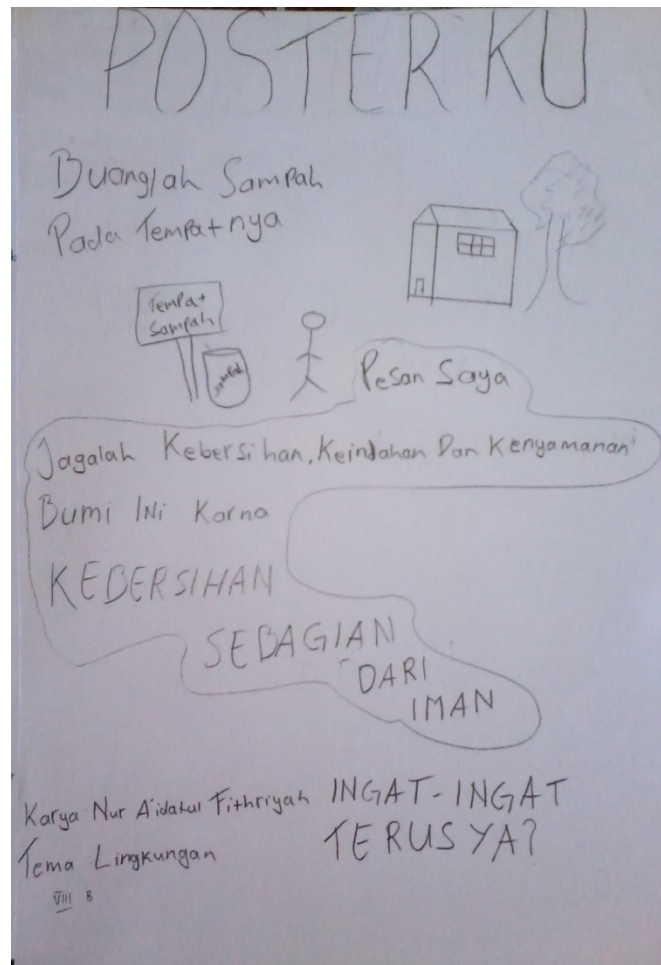 POSTER KU
Buanglah Sampah
Pada Tempatnya
Tempat
Sampah
Sampah
Pesan Saya
Jagalah Kebersihan, Keindahan Dan Kenyamanan
Bumi Ini Karna
KEBERSIHAN
SEBAGIAN
DARI
IMAN
Karya Nur A'idatul Fithriyah
Tema Lingkungan
VIII B
INGAT-INGAT
TERUS YA?